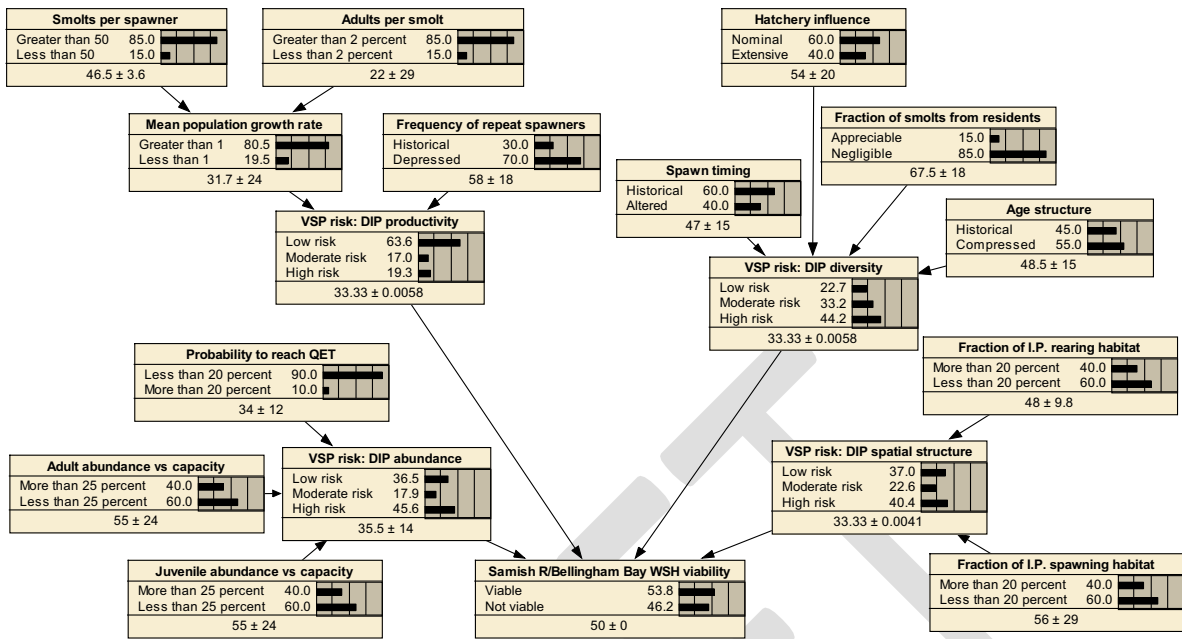 Smolts per spawner
Greater than 50 85.0
Less than 50 15.0
46.5 ± 3.6
Adults per smolt
Greater than 2 percent 85.0
Less than 2 percent 15.0
22 ± 29
Hatchery influence
Nominal 60.0
Extensive 40.0
54 ± 20
Mean population growth rate
Greater than 1 80.5
Less than 1 19.5
31.7 ± 24
Frequency of repeat spawners
Historical 30.0
Depressed 70.0
58 ± 18
Fraction of smolts from residents
Appreciable 15.0
Negligible 85.0
67.5 ± 18
Spawn timing
Historical 60.0
Altered 40.0
47 ± 15
Age structure
Historical 45.0
Compressed 55.0
48.5 ± 15
VSP risk: DIP productivity
Low risk 63.6
Moderate risk 17.0
High risk 19.3
33.33 ± 0.0058
VSP risk: DIP diversity
Low risk 22.7
Moderate risk 33.2
High risk 44.2
33.33 ± 0.0058
Probability to reach QET
Less than 20 percent 90.0
More than 20 percent 10.0
34 ± 12
Fraction of I.P. rearing habitat
More than 20 percent 40.0
Less than 20 percent 60.0
48 ± 9.8
Adult abundance vs capacity
More than 25 percent 40.0
Less than 25 percent 60.0
55 ± 24
VSP risk: DIP abundance
Low risk 36.5
Moderate risk 17.9
High risk 45.6
35.5 ± 14
VSP risk: DIP spatial structure
Low risk 37.0
Moderate risk 22.6
High risk 40.4
33.33 ± 0.0041
Juvenile abundance vs capacity
More than 25 percent 40.0
Less than 25 percent 60.0
55 ± 24
Samish R/Bellingham Bay WSH viability
Viable 53.8
Not viable 46.2
50 ± 0
Fraction of I.P. spawning habitat
More than 20 percent 40.0
Less than 20 percent 60.0
56 ± 29